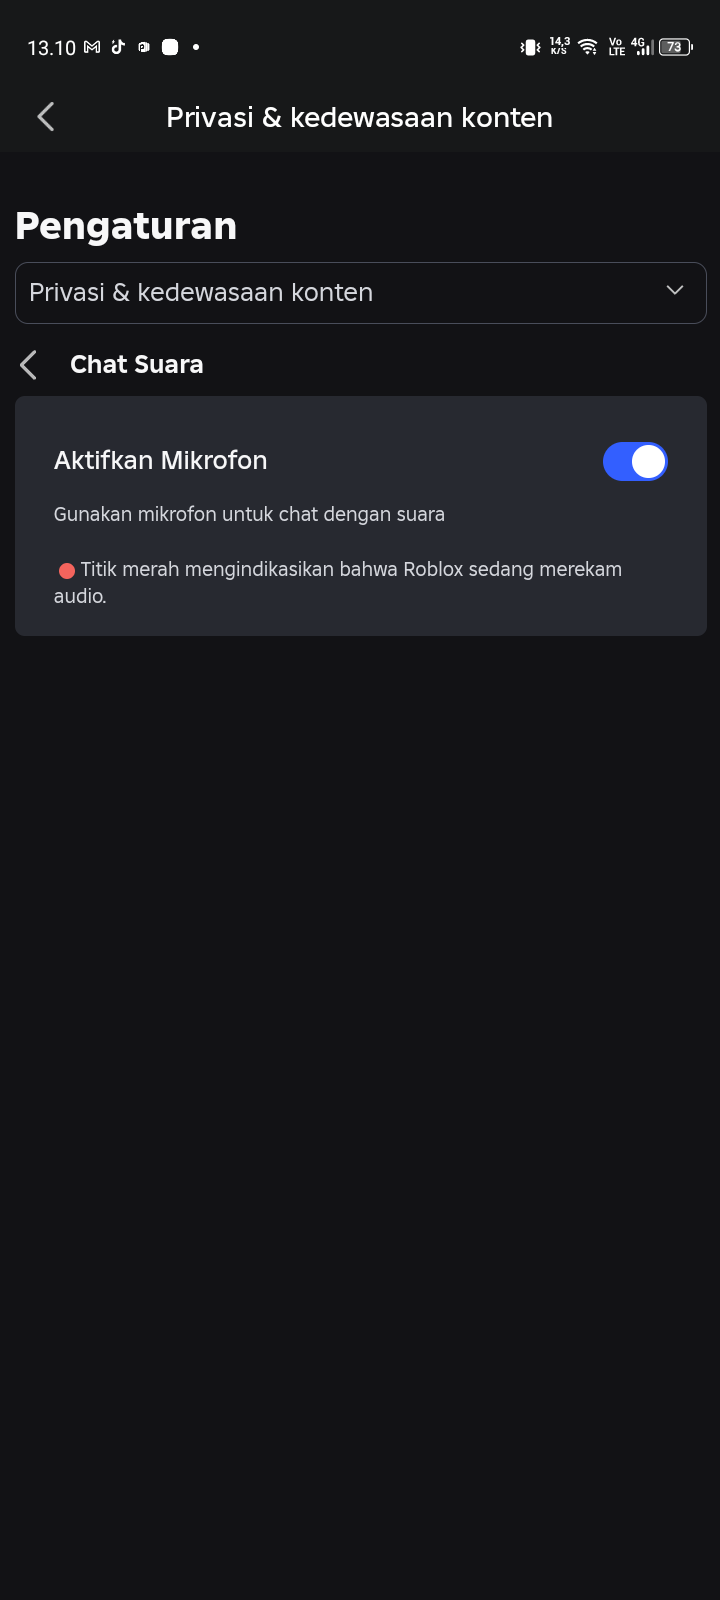 13.10
14,3
K/S
Vo
LTE
4G
73
Privasi & kedewasaan konten
Pengaturan
Privasi & kedewasaan konten
Chat Suara
Aktifkan Mikrofon
Gunakan mikrofon untuk chat dengan suara
Titik merah mengindikasikan bahwa Roblox sedang merekam
audio.